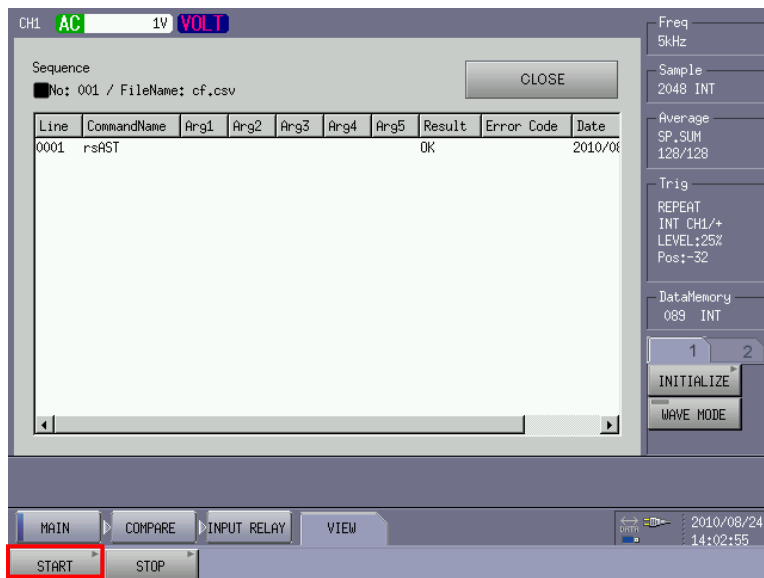 CH1 AC 1V VOLT
Sequence
No: 001 / FileName: cf.csv
CLOSE
Line CommandName Arg1 Arg2 Arg3 Arg4 Arg5 Result Error Code Date
0001 rsAST OK 2010/08
Freq
5kHz
Sample
2048 INT
Average
SP.SUM
128/128
Trig
REPEAT
INT CH1/+
LEVEL:25%
Pos:-32
DataMemory
089 INT
1 2
INITIALIZE
WAVE MODE
MAIN COMPARE INPUT RELAY VIEW
DATA
2010/08/24
14:02:55
START STOP